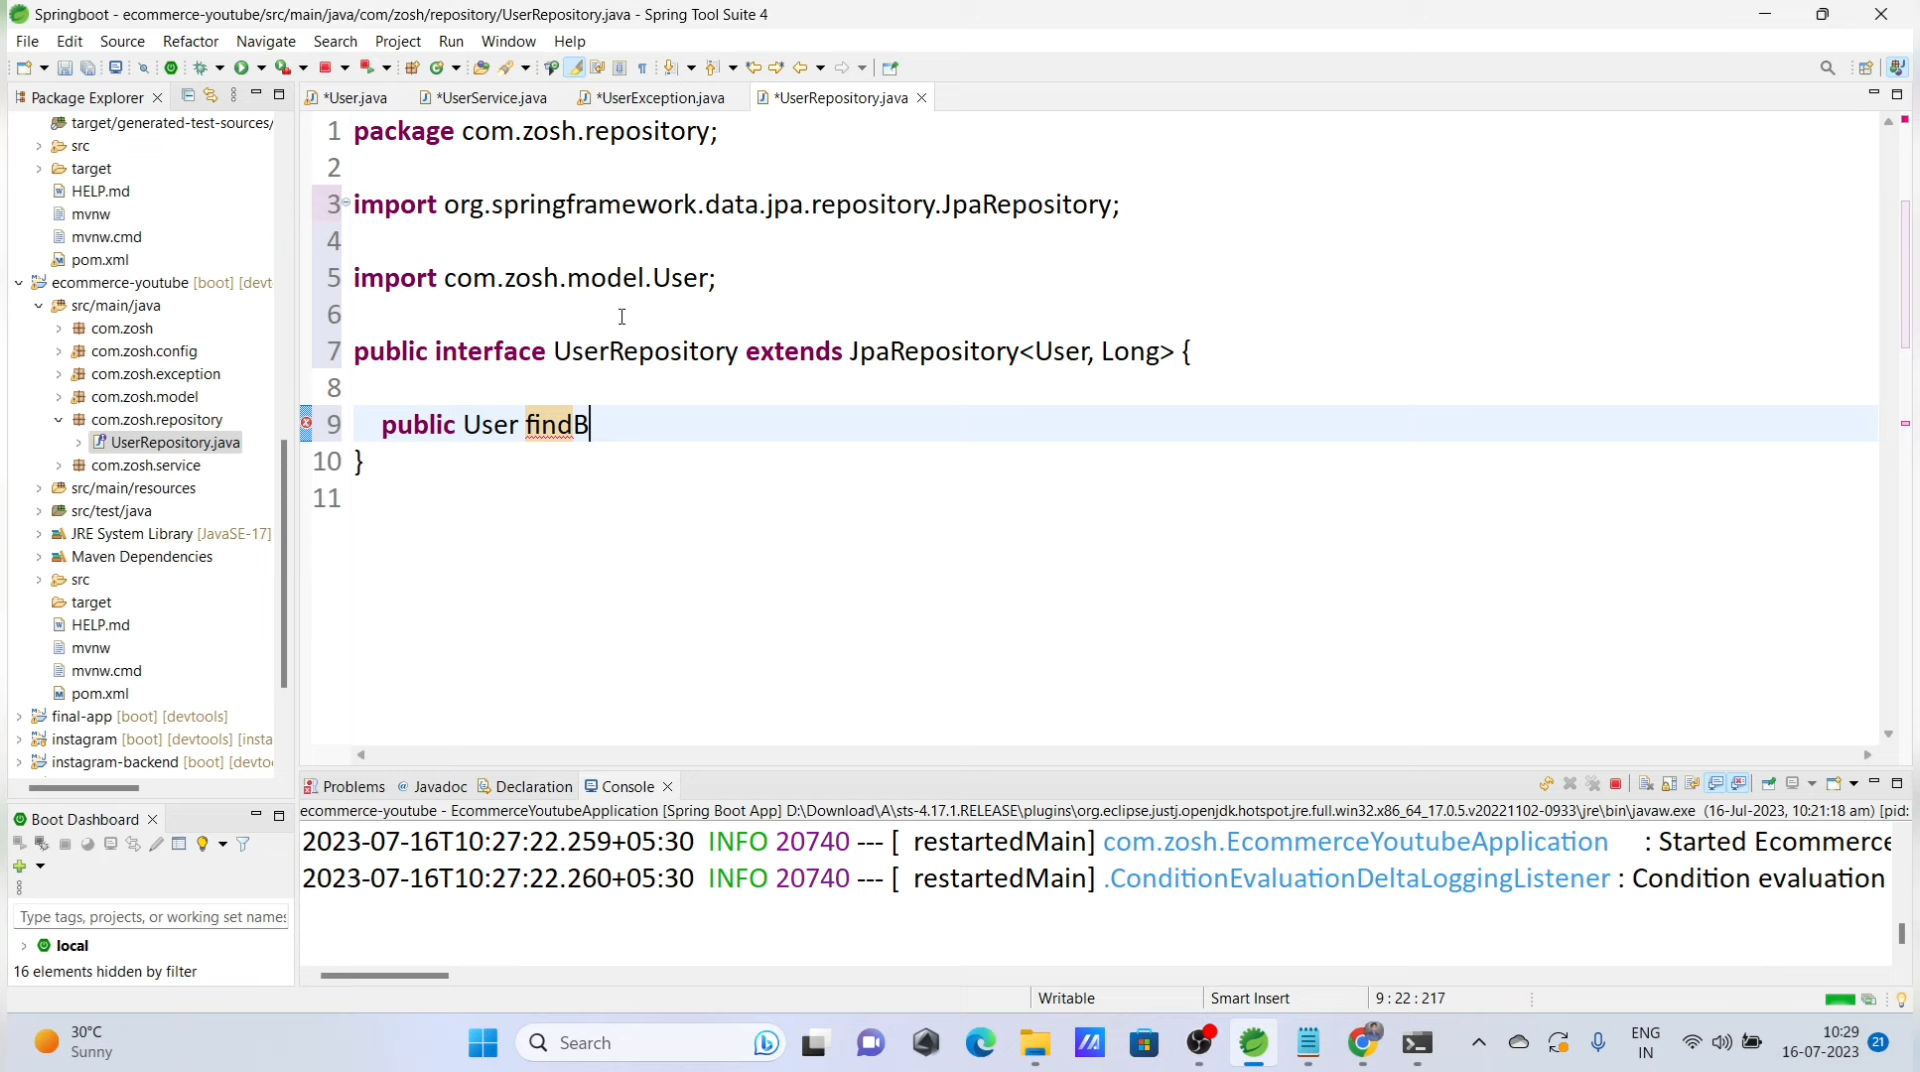 Springboot - ecommerce-youtube/src/main/java/com/zosh/repository/UserRepository.java - Spring Tool Suite 4
File Edit Source Refactor Navigate Search Project Run Window Help
Package Explorer
*User.java *UserService.java *UserException.java *UserRepository.java
target/generated-test-sources/
src
target
HELP.md
mvnw
mvnw.cmd
pom.xml
ecommerce-youtube [boot] [devt
src/main/java
com.zosh
com.zosh.config
com.zosh.exception
com.zosh.model
com.zosh.repository
UserRepository.java
com.zosh.service
src/main/resources
src/test/java
JRE System Library [JavaSE-17]
Maven Dependencies
src
target
HELP.md
mvnw
mvnw.cmd
pom.xml
final-app [boot] [devtools]
instagram [boot] [devtools] [insta
instagram-backend [boot] [devto
1 package com.zosh.repository;
2
3 import org.springframework.data.jpa.repository.JpaRepository;
4
5 import com.zosh.model.User;
6
7 public interface UserRepository extends JpaRepository<User, Long> {
8
9 public User findB
10 }
11
Boot Dashboard
Type tags, projects, or working set names
local
16 elements hidden by filter
Problems Javadoc Declaration Console
ecommerce-youtube - EcommerceYoutubeApplication [Spring Boot App] D:\Download\A\sts-4.17.1.RELEASE\plugins\org.eclipse.justj.openjdk.hotspot.jre.full.win32.x86_64_17.0.5.v20221102-0933\jre\bin\javaw.exe (16-Jul-2023, 10:21:18 am) [pid:
2023-07-16T10:27:22.259+05:30 INFO 20740 --- [ restartedMain] com.zosh.EcommerceYoutubeApplication : Started Ecommerce
2023-07-16T10:27:22.260+05:30 INFO 20740 --- [ restartedMain] .ConditionEvaluationDeltaLoggingListener : Condition evaluation
Writable Smart Insert 9 : 22 : 217
30°C
Sunny
Search
ENG
IN
10:29
16-07-2023
21